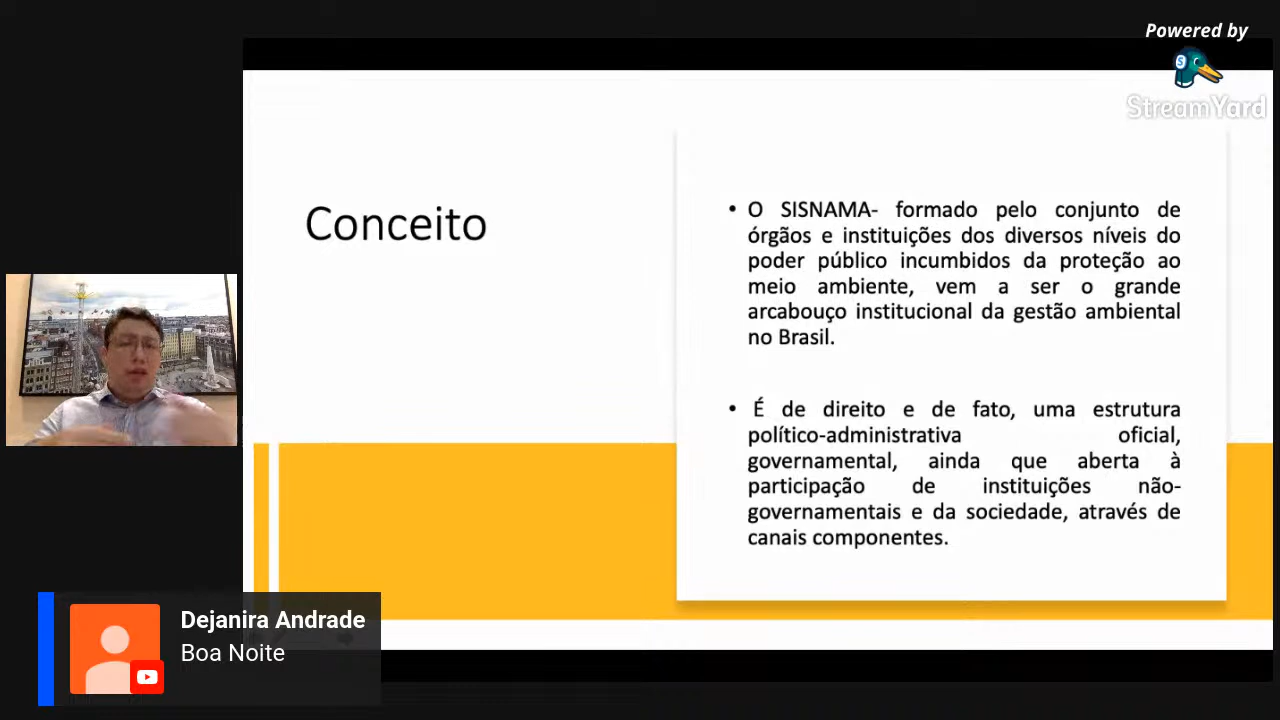 Powered by
StreamYard
Conceito
• O SISNAMA- formado pelo conjunto de
órgãos e instituições dos diversos níveis do
poder público incumbidos da proteção ao
meio ambiente, vem a ser o grande
arcabouço institucional da gestão ambiental
no Brasil.
• É de direito e de fato, uma estrutura
político-administrativa oficial,
governamental, ainda que aberta à
participação de instituições não-
governamentais e da sociedade, através de
canais componentes.
Dejanira Andrade
Boa Noite